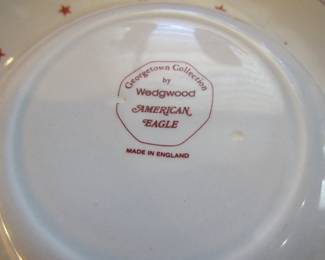 Georgetown Collection
by
Wedgwood
AMERICAN
EAGLE
MADE IN ENGLAND